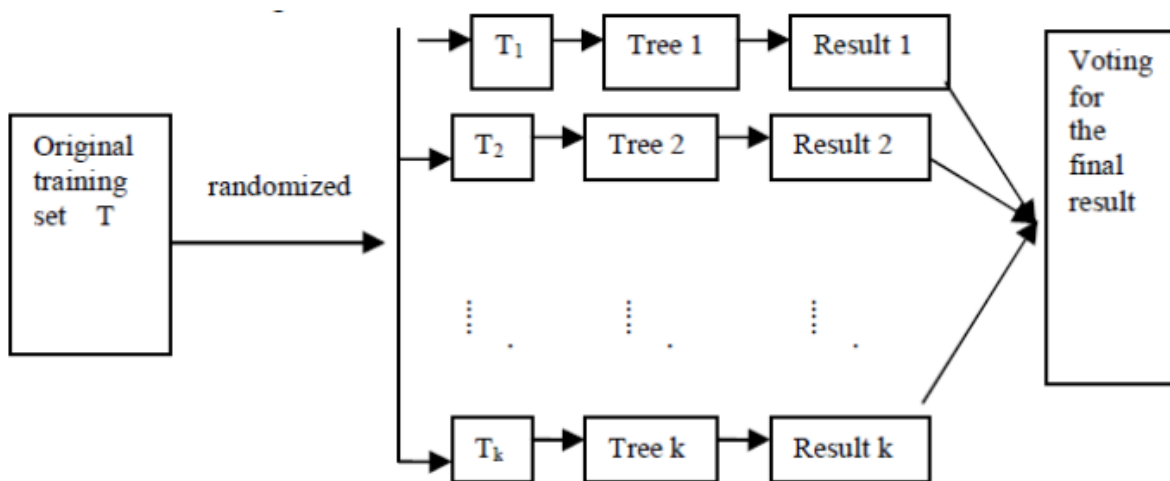 Original
training
set T
randomized
T1
Tree 1
Result 1
T2
Tree 2
Result 2
Tk
Tree k
Result k
Voting
for
the
final
result